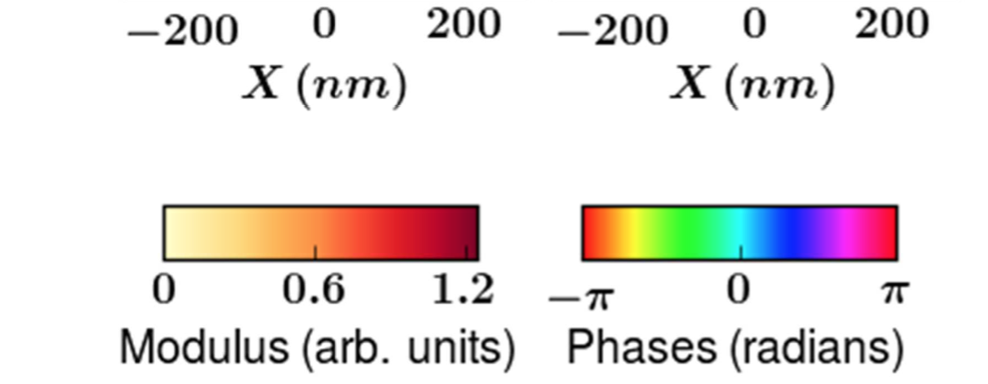 −200 0 200 −200 0 200
X (nm) X (nm)
0 0.6 1.2 −π 0 π
Modulus (arb. units) Phases (radians)